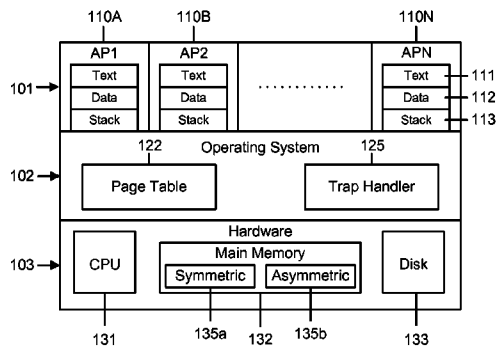 110A 110B 110N
AP1 AP2 APN
Text Text Text 111
101 Data Data ............ Data 112
Stack Stack Stack 113
Operating System
122 125
102 Page Table Trap Handler
Hardware
Main Memory
103 CPU Symmetric Asymmetric Disk
131 135a 132 135b 133